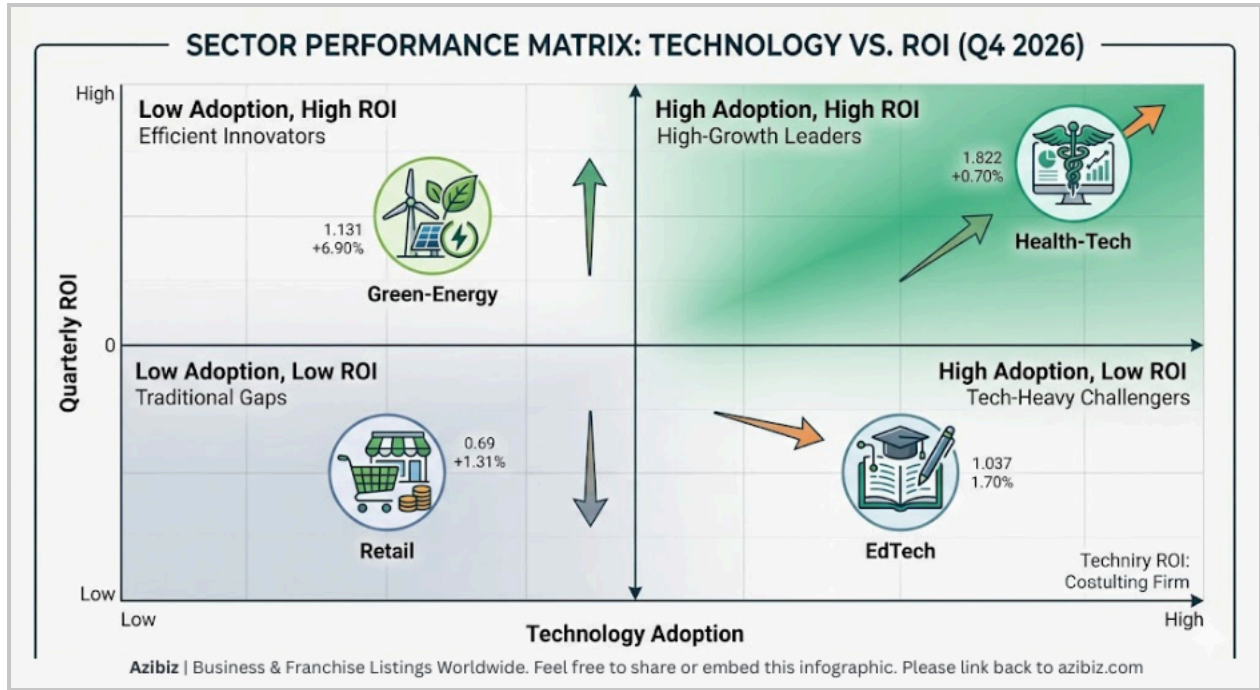 SECTOR PERFORMANCE MATRIX: TECHNOLOGY VS. ROI (Q4 2026)
High
Low Adoption, High ROI
Efficient Innovators
High Adoption, High ROI
High-Growth Leaders
1.131
+6.90%
Green-Energy
1.822
+0.70%
Health-Tech
Quarterly ROI
0
Low Adoption, Low ROI
Traditional Gaps
High Adoption, Low ROI
Tech-Heavy Challengers
0.69
+1.31%
Retail
1.037
1.70%
EdTech
Techniry ROI:
Costulting Firm
Low
Low
High
Technology Adoption
Azibiz | Business & Franchise Listings Worldwide. Feel free to share or embed this infographic. Please link back to azibiz.com